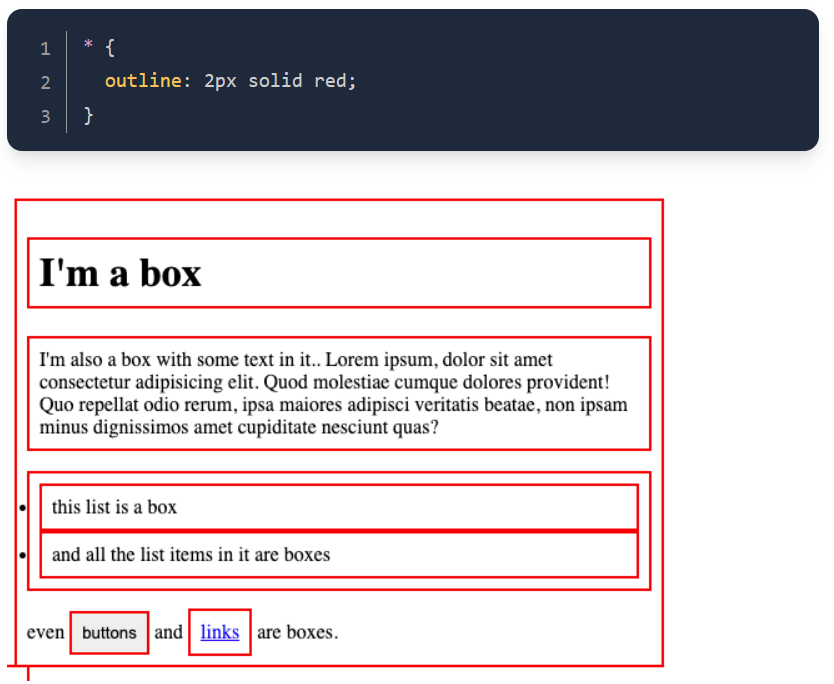 1 * {
2 outline: 2px solid red;
3 }
I'm a box
I'm also a box with some text in it.. Lorem ipsum, dolor sit amet
consectetur adipisicing elit. Quod molestiae cumque dolores provident!
Quo repellat odio rerum, ipsa maiores adipisci veritatis beatae, non ipsam
minus dignissimos amet cupiditate nesciunt quas?
• this list is a box
• and all the list items in it are boxes
even buttons and links are boxes.